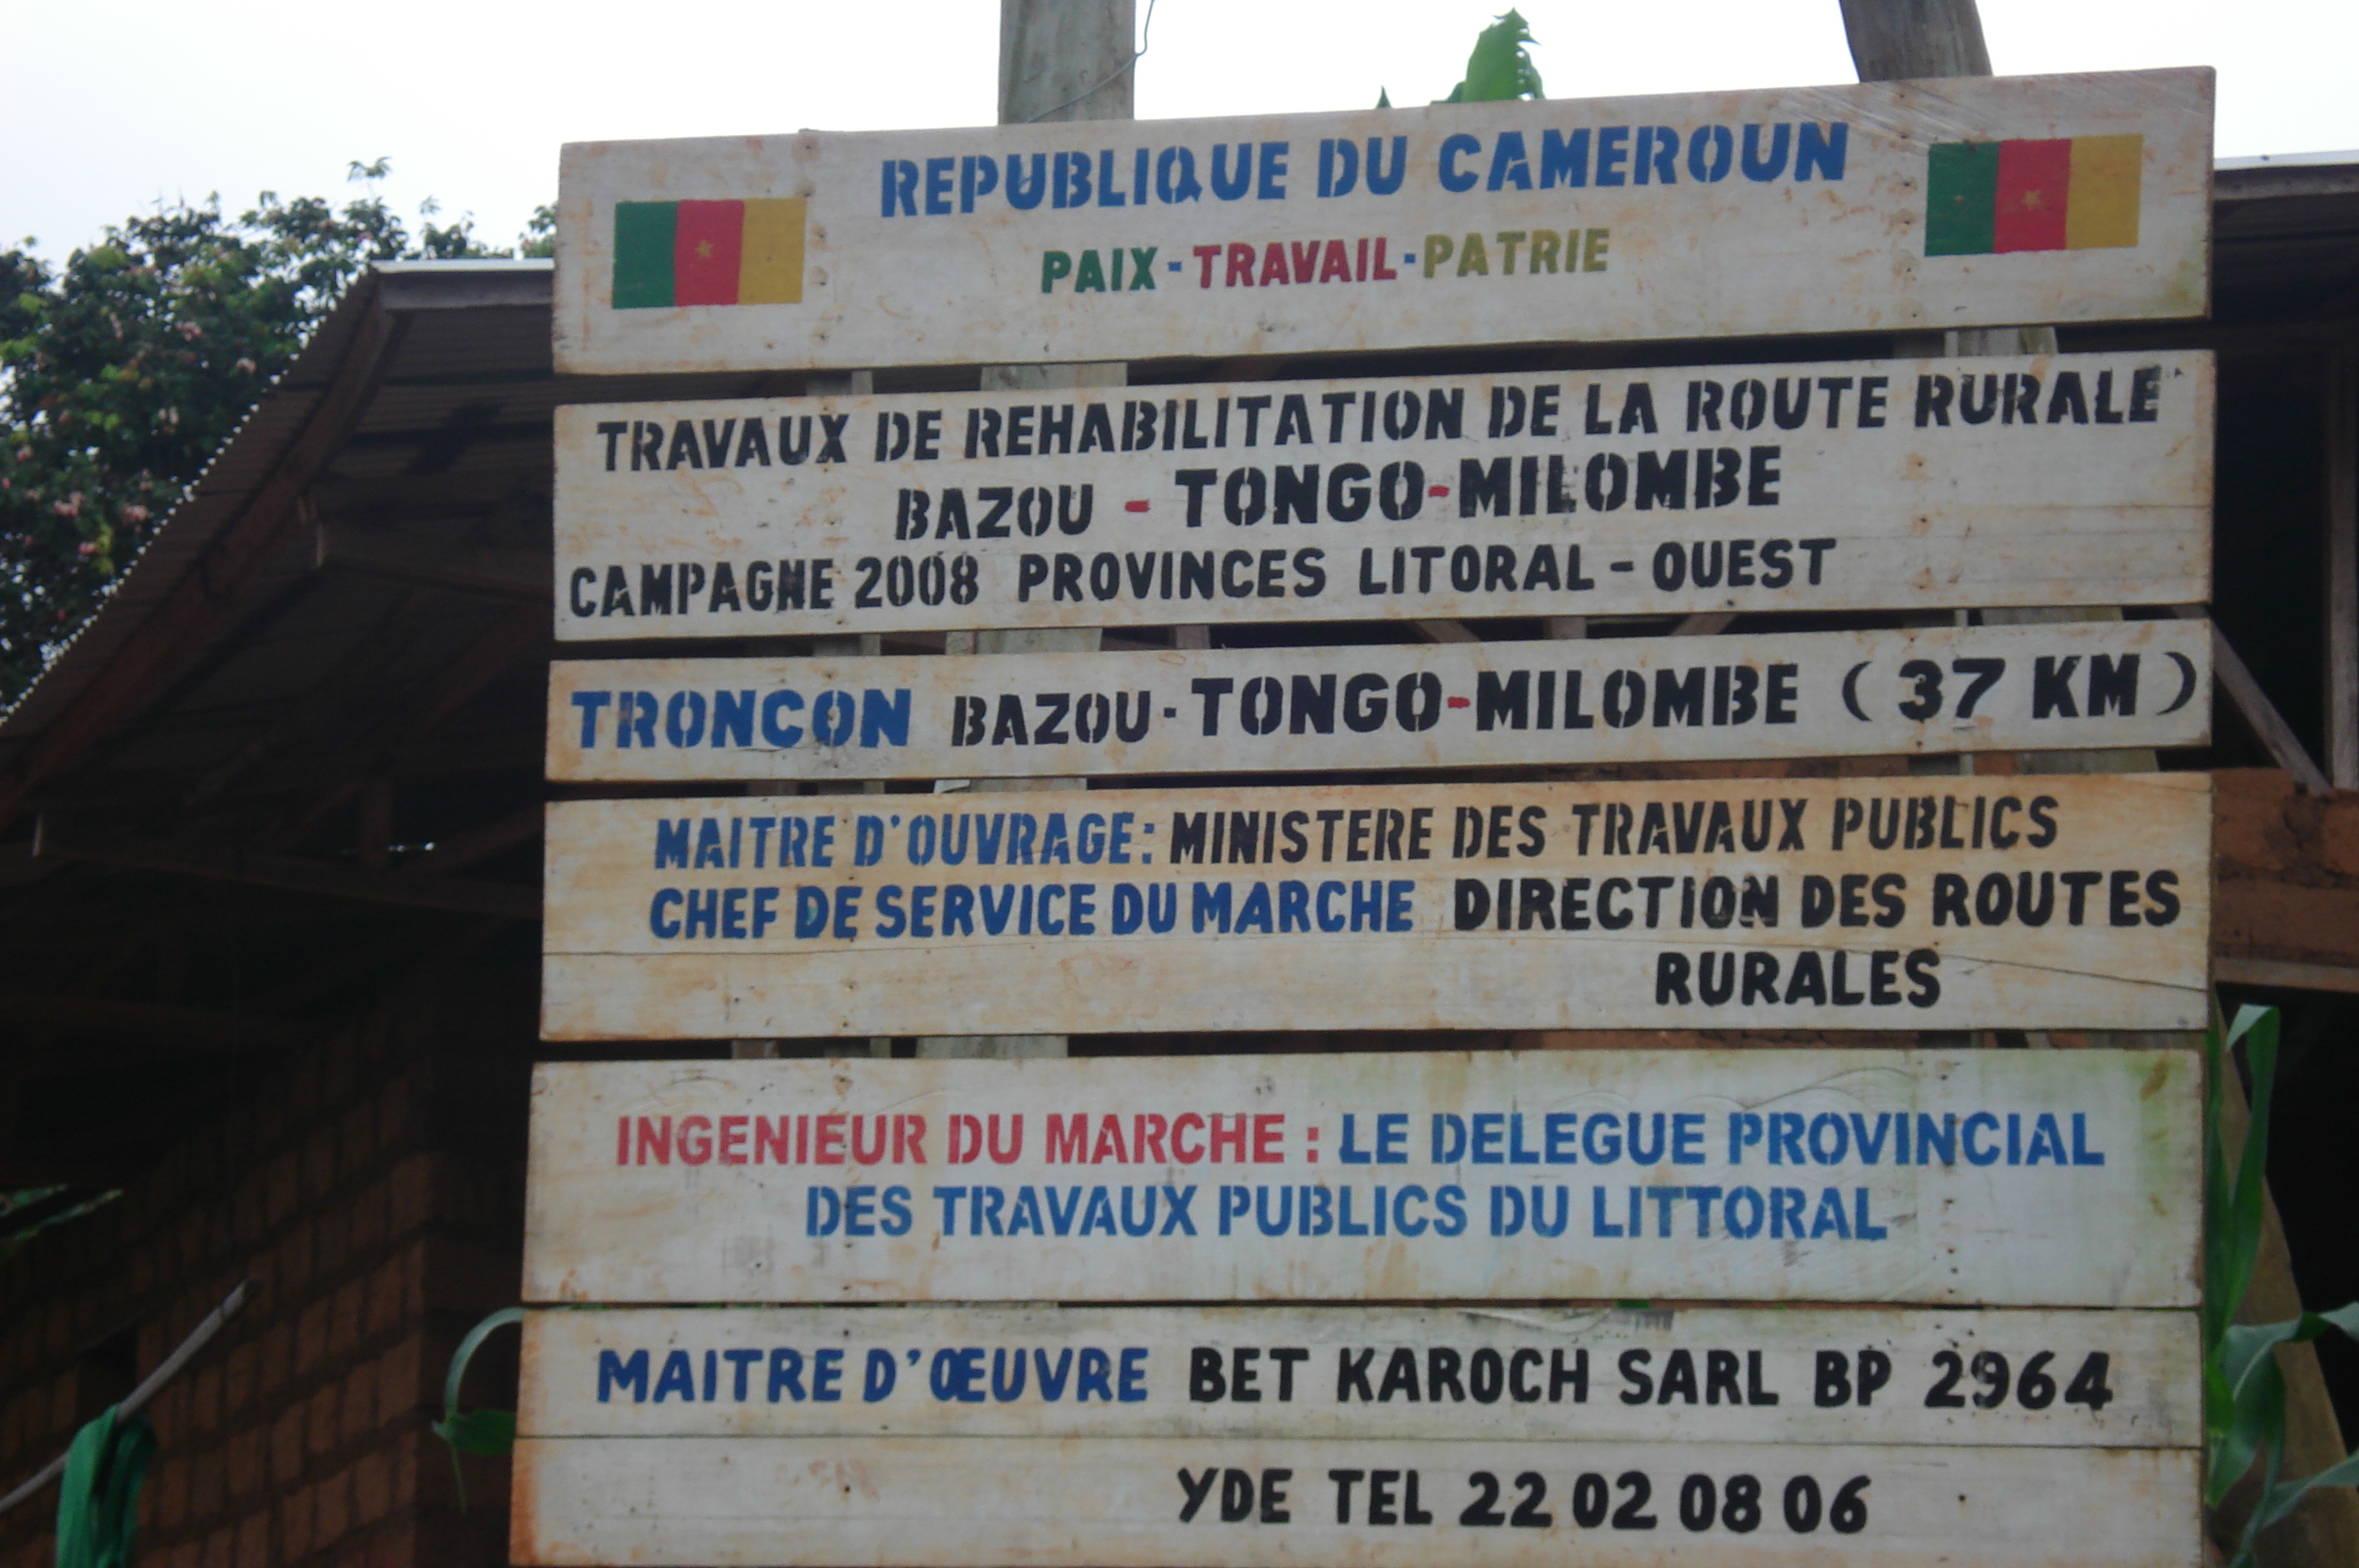 REPUBLIQUE DU CAMEROUN
PAIX-TRAVAIL-PATRIE
TRAVAUX DE REHABILITATION DE LA ROUTE RURALE
BAZOU - TONGO-MILOMBE
CAMPAGNE 2008 PROVINCES LITORAL - OUEST
TRONCON BAZOU-TONGO-MILOMBE (37 KM)
MAITRE D'OUVRAGE: MINISTERE DES TRAVAUX PUBLICS
CHEF DE SERVICE DU MARCHE DIRECTION DES ROUTES
RURALES
INGENIEUR DU MARCHE : LE DELEGUE PROVINCIAL
DES TRAVAUX PUBLICS DU LITTORAL
MAITRE D'ŒUVRE BET KAROCH SARL BP 2964
YDE TEL 22 02 08 06